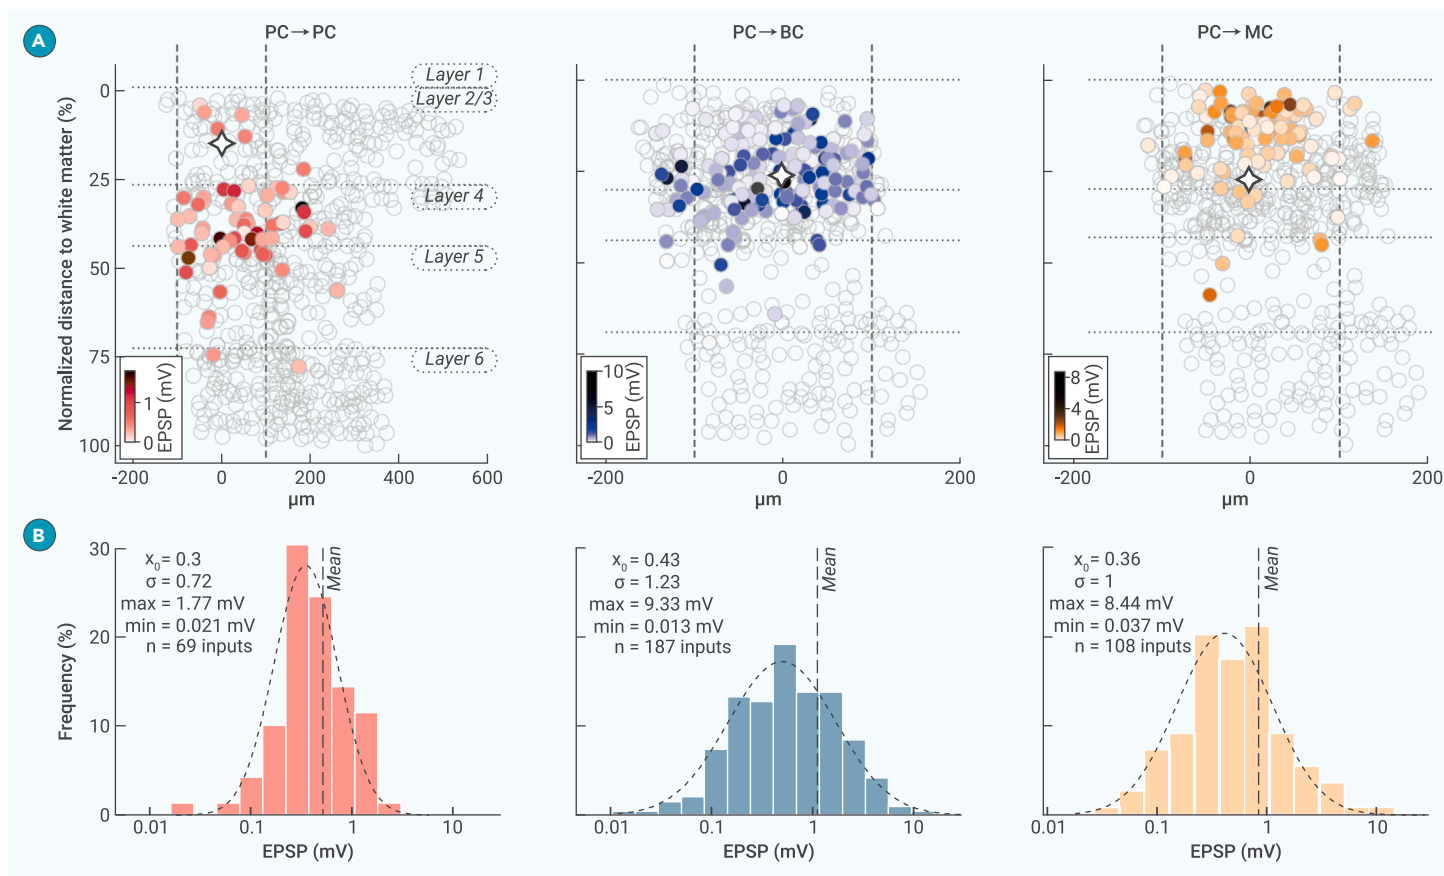 A
PC→PC
PC→BC
PC→MC
Normalized distance to white matter (%)
0
25
50
75
100
Layer 1
Layer 2/3
Layer 4
Layer 5
Layer 6
1
0
EPSP (mV)
10
5
0
EPSP (mV)
8
4
0
EPSP (mV)
-200 0 200 400 600
µm
-200 0 200
µm
-200 0 200
µm
B
Frequency (%)
30
20
10
0
x0= 0.3
σ = 0.72
max = 1.77 mV
min = 0.021 mV
n = 69 inputs
Mean
0.01 0.1 1 10
EPSP (mV)
x0= 0.43
σ = 1.23
max = 9.33 mV
min = 0.013 mV
n = 187 inputs
Mean
0.01 0.1 1 10
EPSP (mV)
x0= 0.36
σ = 1
max = 8.44 mV
min = 0.037 mV
n = 108 inputs
Mean
0.01 0.1 1 10
EPSP (mV)